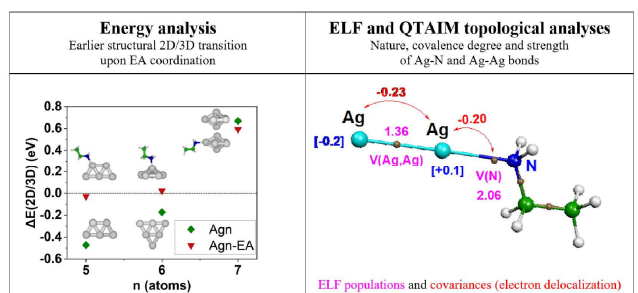 Energy analysis
Earlier structural 2D/3D transition
upon EA coordination
ELF and QTAIM topological analyses
Nature, covalence degree and strength
of Ag-N and Ag-Ag bonds
ΔE(2D/3D) (eV)
0.8
0.6
0.4
0.2
0.0
-0.2
-0.4
-0.6
5
6
7
n (atoms)
Agn
Agn-EA
-0.23
Ag
Ag
-0.20
[-0.2]
1.36
V(Ag,Ag)
[+0.1]
N
V(N)
2.06
ELF populations and covariances (electron delocalization)